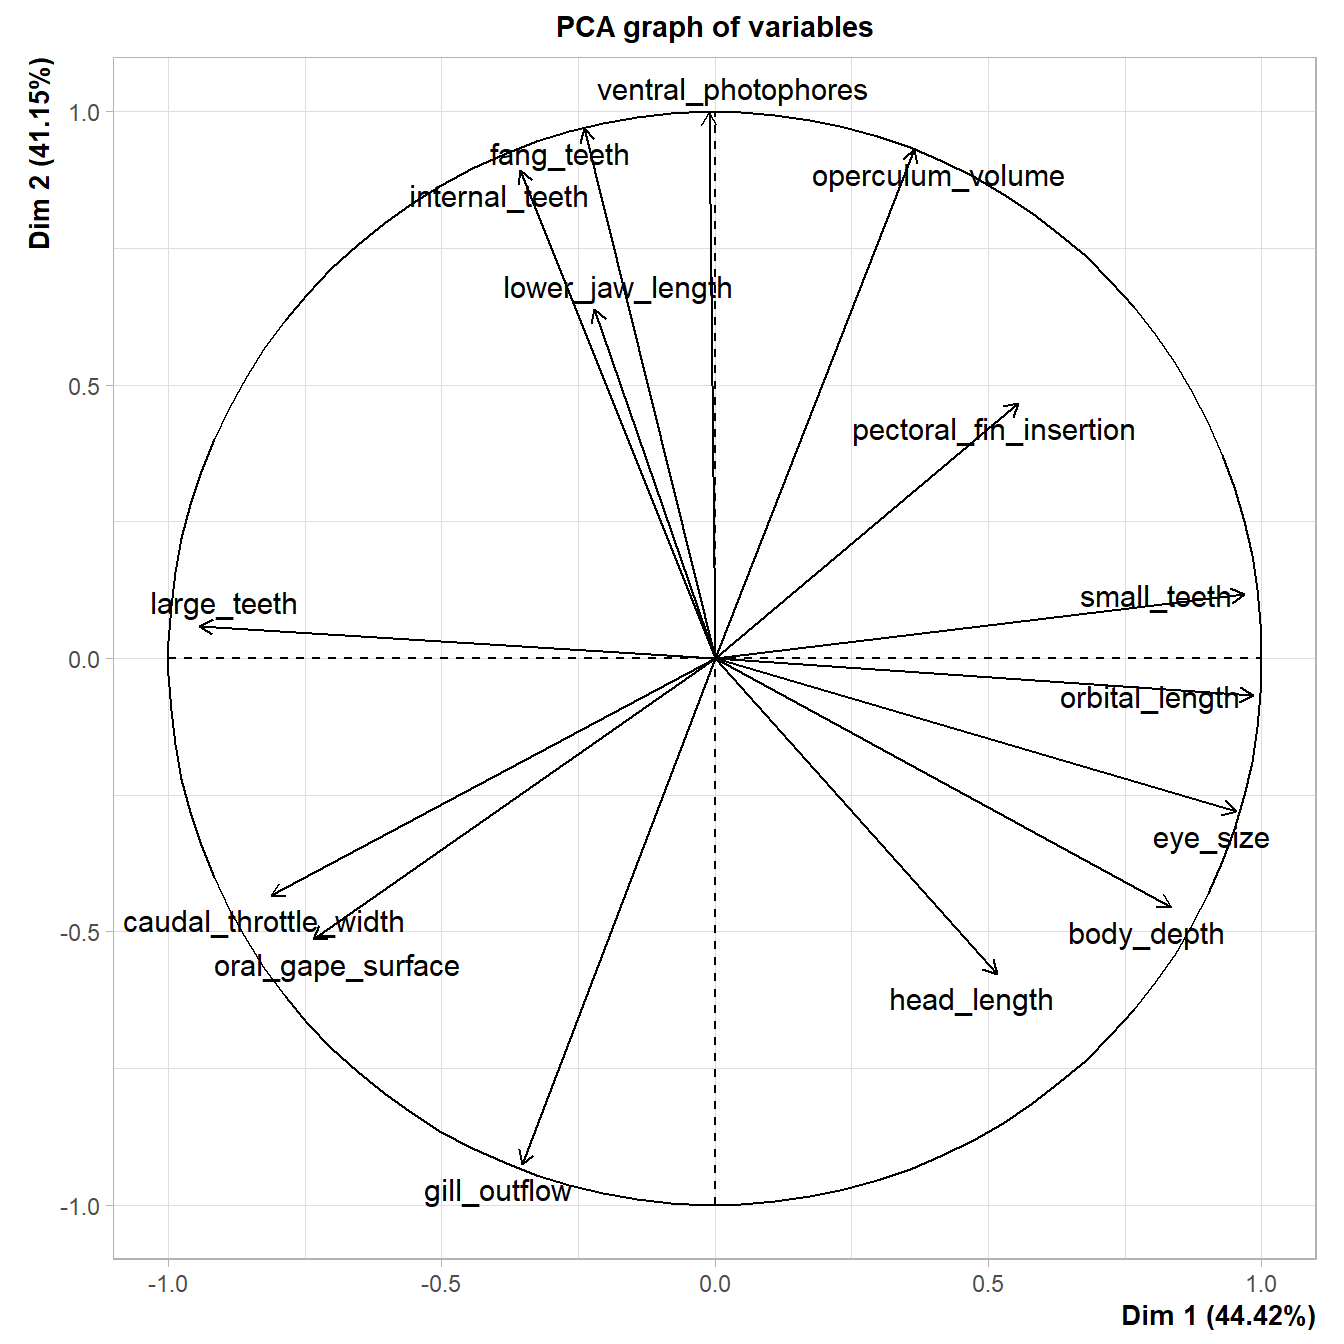 PCA graph of variables
Dim 2 (41.15%)
ventral_photophores
1.0
fang_teeth
operculum_volume
internal_teeth
lower_jaw_length
0.5
pectoral_fin_insertion
small_teeth
large_teeth
0.0
orbital_length
eye_size
caudal_throttle_width
-0.5
body_depth
oral_gape_surface
head_length
gill_outflow
-1.0
-1.0 -0.5 0.0 0.5 1.0
Dim 1 (44.42%)